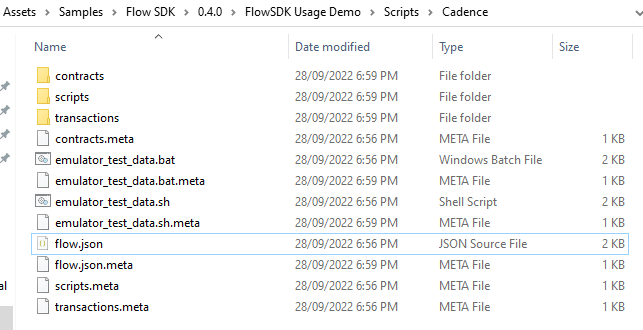 Assets > Samples > Flow SDK > 0.4.0 > FlowSDK Usage Demo > Scripts > Cadence
Name Date modified Type Size
contracts 28/09/2022 6:59 PM File folder
scripts 28/09/2022 6:59 PM File folder
transactions 28/09/2022 6:59 PM File folder
contracts.meta 28/09/2022 6:56 PM META File 1 KB
emulator_test_data.bat 28/09/2022 6:56 PM Windows Batch File 2 KB
emulator_test_data.bat.meta 28/09/2022 6:56 PM META File 1 KB
emulator_test_data.sh 28/09/2022 6:56 PM Shell Script 2 KB
emulator_test_data.sh.meta 28/09/2022 6:59 PM META File 1 KB
flow.json 28/09/2022 6:56 PM JSON Source File 2 KB
flow.json.meta 28/09/2022 6:56 PM META File 1 KB
scripts.meta 28/09/2022 6:56 PM META File 1 KB
transactions.meta 28/09/2022 6:56 PM META File 1 KB